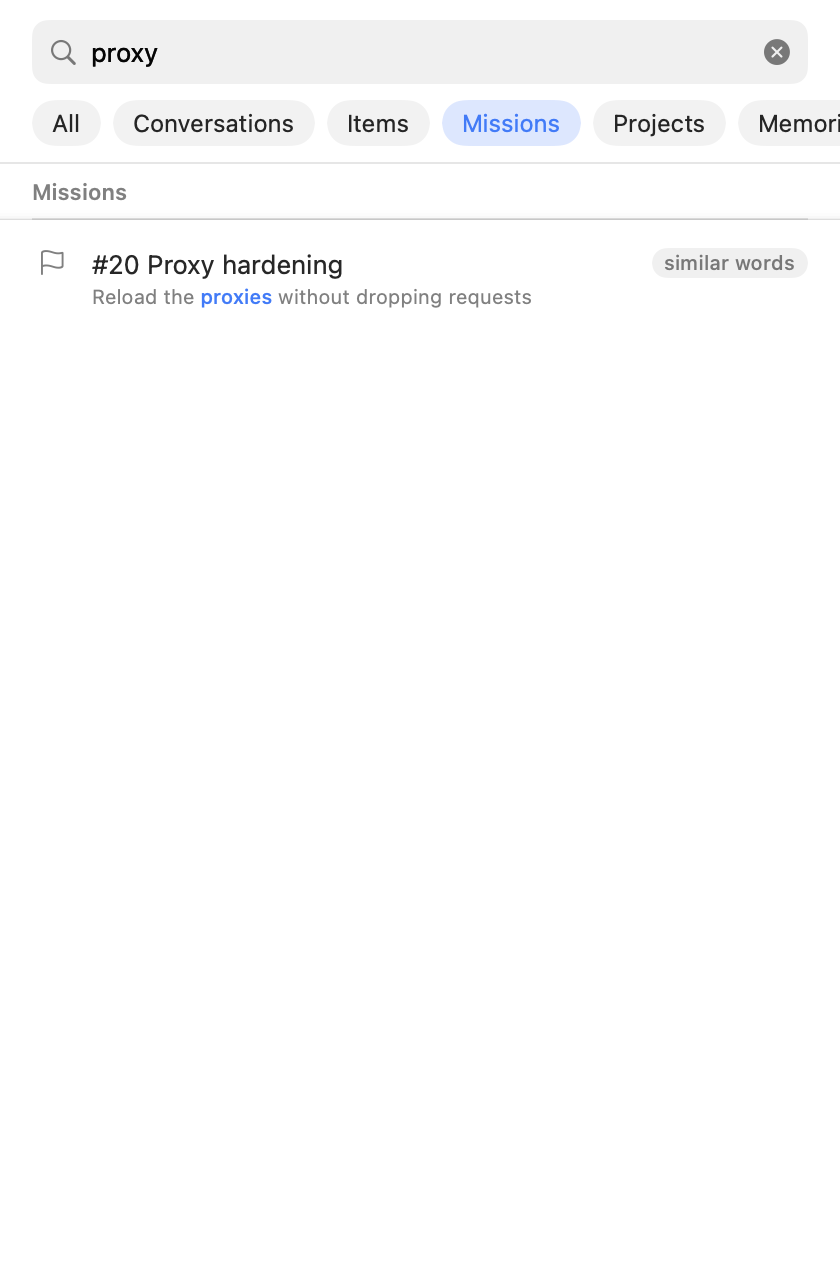 proxy
All Conversations Items Missions Projects Memori
Missions
#20 Proxy hardening similar words
Reload the proxies without dropping requests